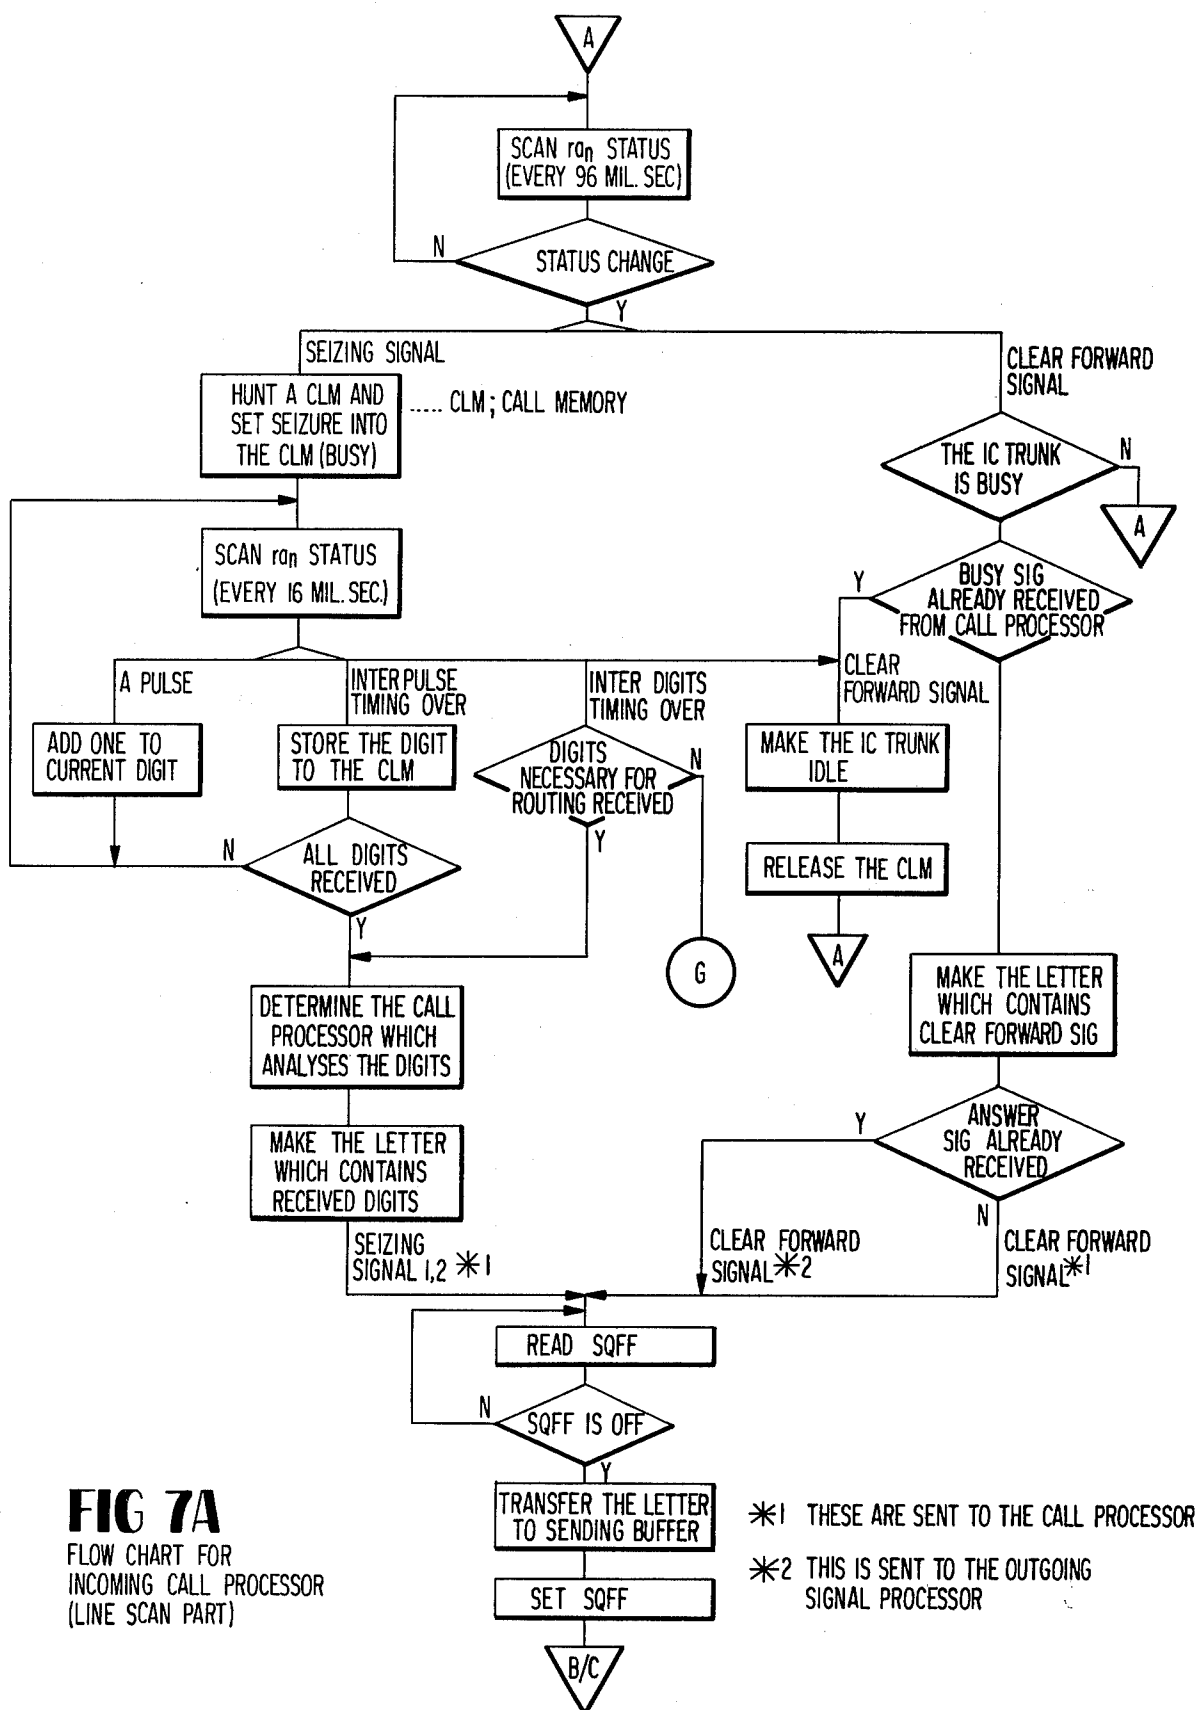 A
SCAN ran STATUS
(EVERY 96 MIL. SEC)
N
STATUS CHANGE
Y
SEIZING SIGNAL
CLEAR FORWARD
SIGNAL
HUNT A CLM AND
SET SEIZURE INTO
THE CLM (BUSY)
..... CLM ; CALL MEMORY
THE IC TRUNK
IS BUSY
N
A
SCAN ran STATUS
(EVERY 16 MIL. SEC.)
Y
BUSY SIG
ALREADY RECEIVED
FROM CALL PROCESSOR
A PULSE
INTER PULSE
TIMING OVER
INTER DIGITS
TIMING OVER
CLEAR
FORWARD SIGNAL
ADD ONE TO
CURRENT DIGIT
STORE THE DIGIT
TO THE CLM
DIGITS
NECESSARY FOR
ROUTING RECEIVED
N
Y
MAKE THE IC TRUNK
IDLE
N
ALL DIGITS
RECEIVED
Y
RELEASE THE CLM
A
G
DETERMINE THE CALL
PROCESSOR WHICH
ANALYSES THE DIGITS
MAKE THE LETTER
WHICH CONTAINS
CLEAR FORWARD SIG
MAKE THE LETTER
WHICH CONTAINS
RECEIVED DIGITS
Y
ANSWER
SIG ALREADY
RECEIVED
N
SEIZING
SIGNAL 1,2 *1
CLEAR FORWARD
SIGNAL *2
CLEAR FORWARD
SIGNAL *1
READ SQFF
N
SQFF IS OFF
Y
TRANSFER THE LETTER
TO SENDING BUFFER
SET SQFF
B/C
*1 THESE ARE SENT TO THE CALL PROCESSOR
*2 THIS IS SENT TO THE OUTGOING
SIGNAL PROCESSOR
FIG 7A
FLOW CHART FOR
INCOMING CALL PROCESSOR
(LINE SCAN PART)